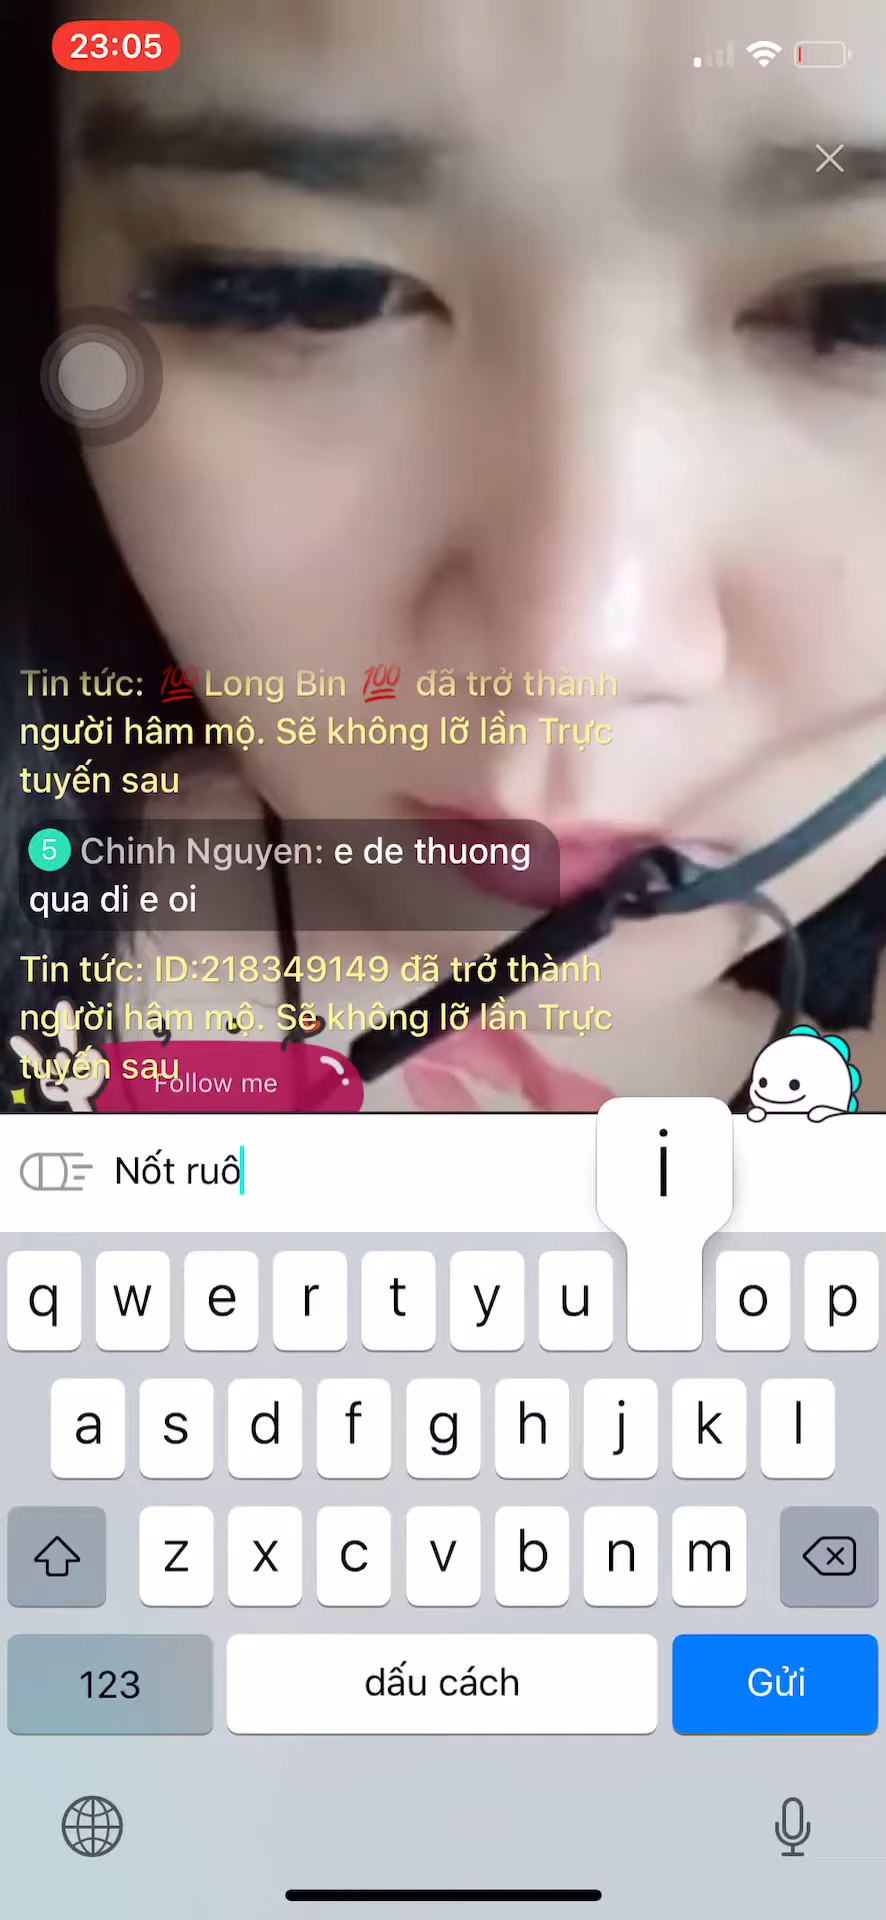 23:05
Tin tức: 💯Long Bin 💯 đã trở thành
người hâm mộ. Sẽ không lỡ lần Trực
tuyến sau
5 Chinh Nguyen: e de thuong
qua di e oi
Tin tức: ID:218349149 đã trở thành
người hâm mộ. Sẽ không lỡ lần Trực
tuyến sau
Follow me
Nốt ruô
i
q w e r t y u o p
a s d f g h j k l
z x c v b n m
123 dấu cách Gửi